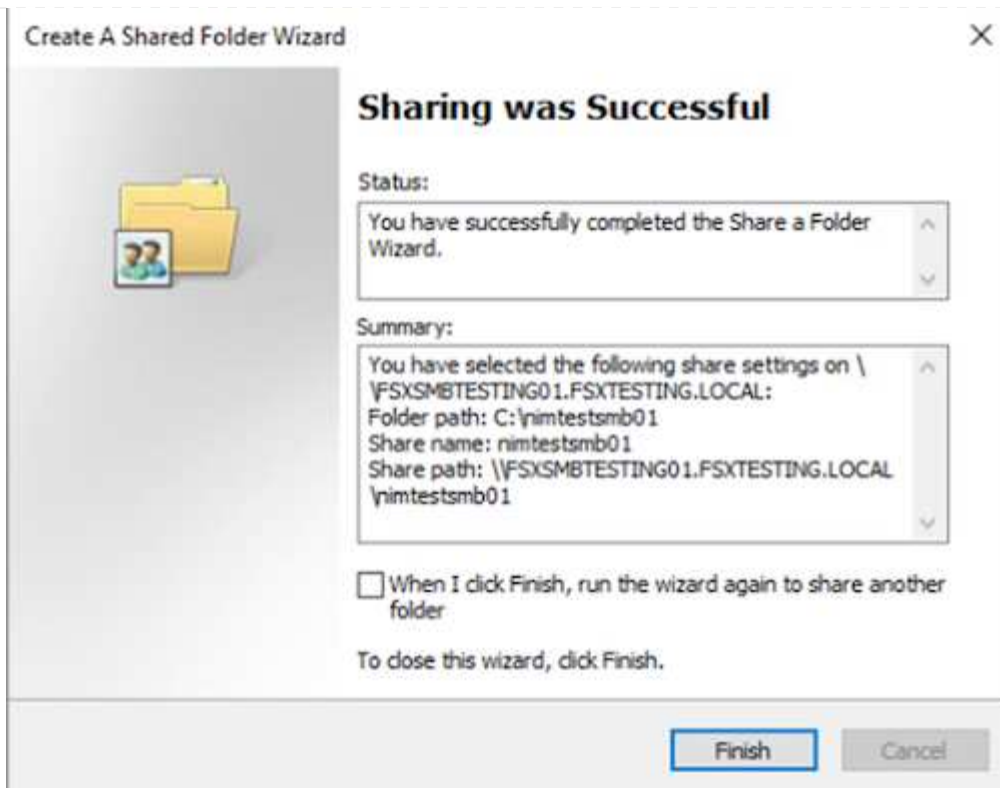 Create A Shared Folder Wizard
Sharing was Successful
Status:
You have successfully completed the Share a Folder
Wizard.
Summary:
You have selected the following share settings on \
\FSXSMBTESTING01.FSXTESTING.LOCAL:
Folder path: C:\nimtestsmb01
Share name: nimtestsmb01
Share path: \\FSXSMBTESTING01.FSXTESTING.LOCAL
\nimtestsmb01
When I click Finish, run the wizard again to share another
folder
To close this wizard, click Finish.
Finish
Cancel